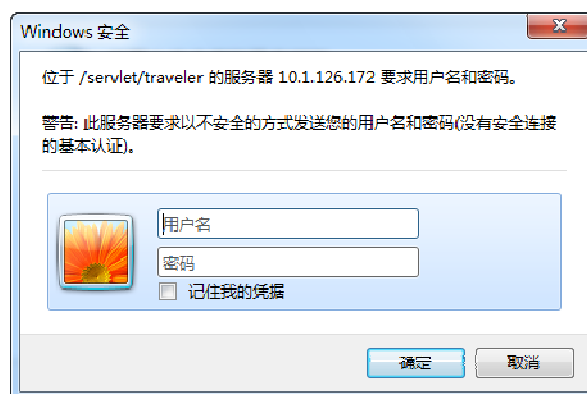 Windows 安全
位于 /servlet/traveler 的服务器 10.1.126.172 要求用户名和密码。
警告: 此服务器要求以不安全的方式发送您的用户名和密码(没有安全连接
的基本认证)。
用户名
密码
记住我的凭据
确定 取消